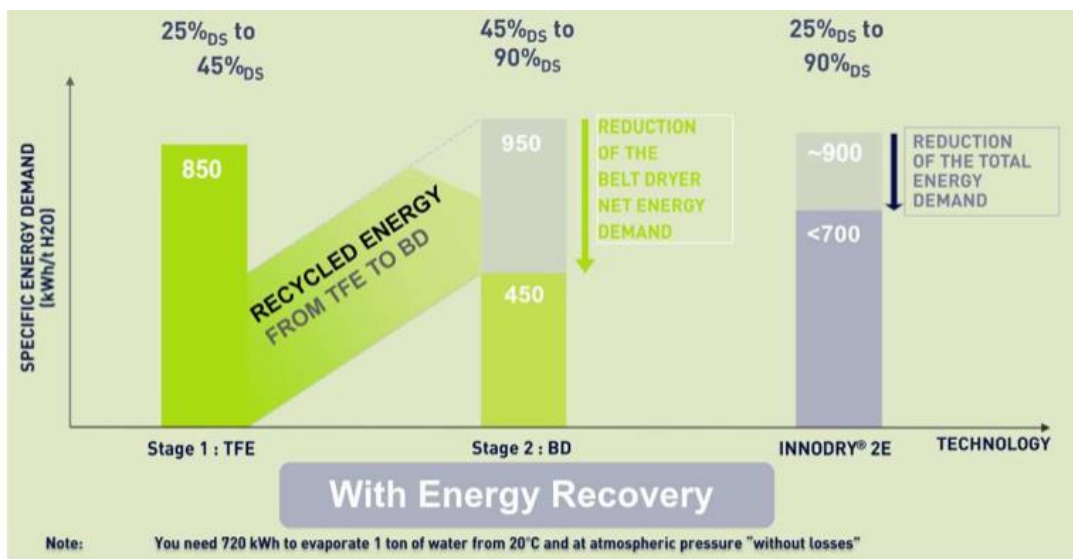 25%DS to
45%DS
45%DS to
90%DS
25%DS to
90%DS
SPECIFIC ENERGY DEMAND
(kWh/t H2O)
850
RECYCLED ENERGY
FROM TFE TO BD
950
450
REDUCTION
OF THE
BELT DRYER
NET ENERGY
DEMAND
~900
<700
REDUCTION
OF THE TOTAL
ENERGY
DEMAND
Stage 1 : TFE
Stage 2 : BD
INNODRY® 2E
TECHNOLOGY
With Energy Recovery
Note: You need 720 kWh to evaporate 1 ton of water from 20°C and at atmospheric pressure "without losses"